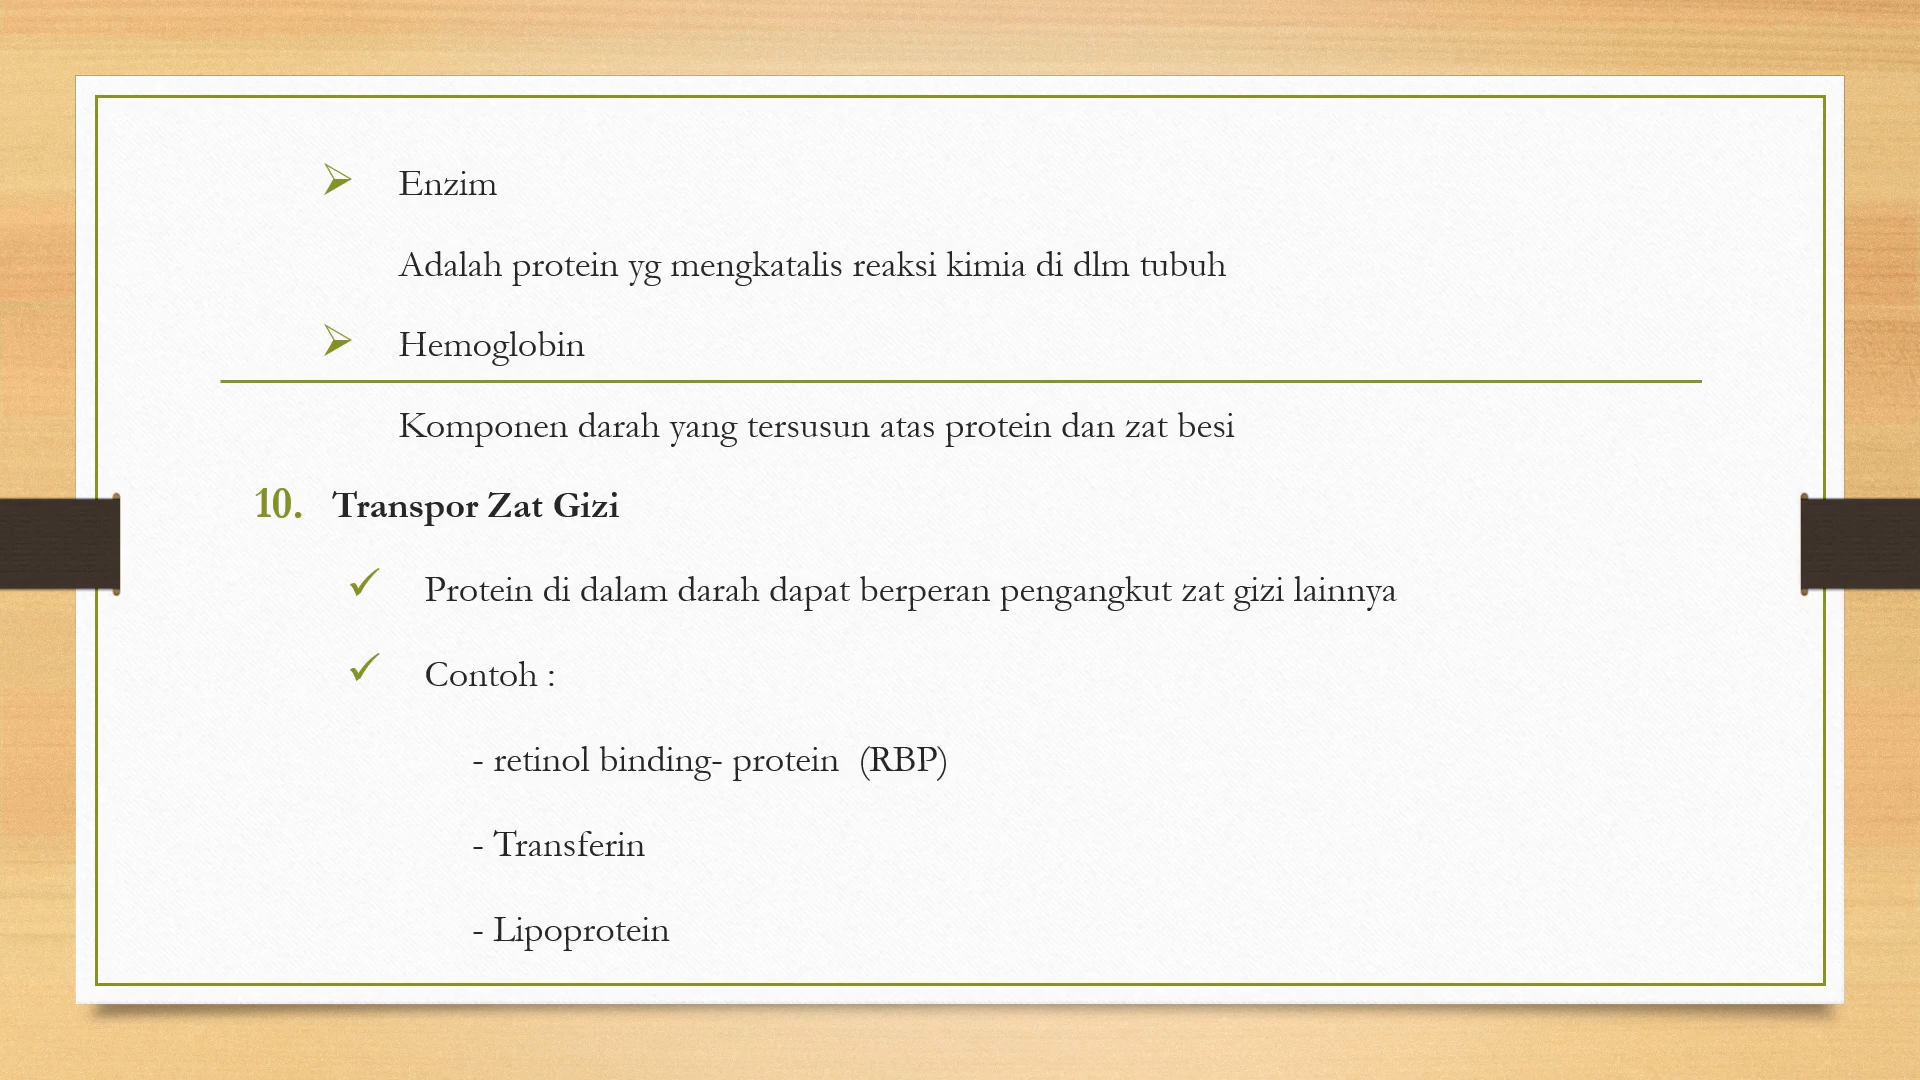 ➢ Enzim
Adalah protein yg mengkatalis reaksi kimia di dlm tubuh
➢ Hemoglobin
Komponen darah yang tersusun atas protein dan zat besi
10. Transpor Zat Gizi
✓ Protein di dalam darah dapat berperan pengangkut zat gizi lainnya
✓ Contoh :
- retinol binding- protein (RBP)
- Transferin
- Lipoprotein